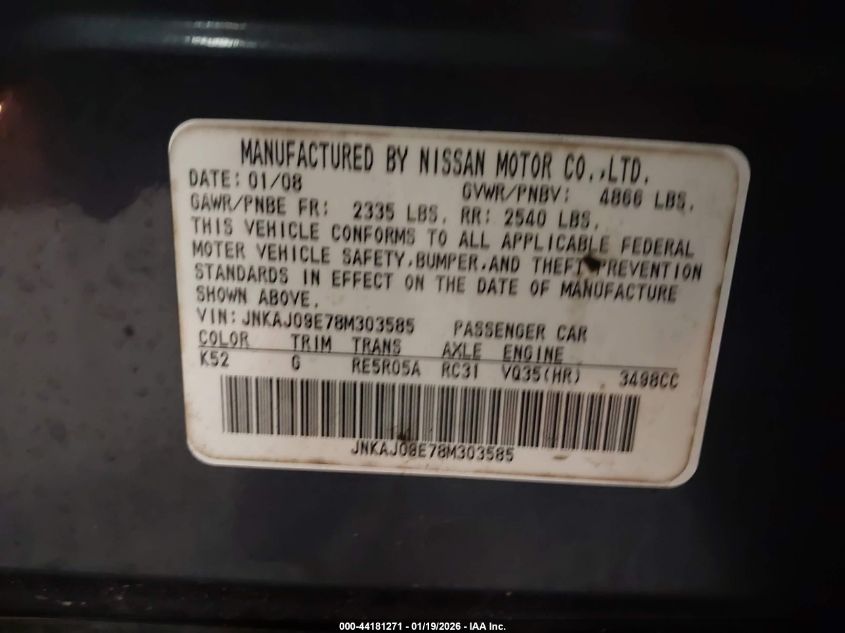 MANUFACTURED BY NISSAN MOTOR CO.,LTD.
DATE: 01/08 GVWR/PNBV: 4866 LBS.
GAWR/PNBE FR: 2335 LBS. RR: 2540 LBS.
THIS VEHICLE CONFORMS TO ALL APPLICABLE FEDERAL
MOTER VEHICLE SAFETY,BUMPER,AND THEFT PREVENTION
STANDARDS IN EFFECT ON THE DATE OF MANUFACTURE
SHOWN ABOVE.
VIN: JNKAJ09E78M303585 PASSENGER CAR
COLOR TRIM TRANS AXLE ENGINE
K52 G RE5R05A RC31 VQ35(HR) 3498CC
JNKAJ09E78M303585
000-44181271 - 01/19/2026 - IAA Inc.